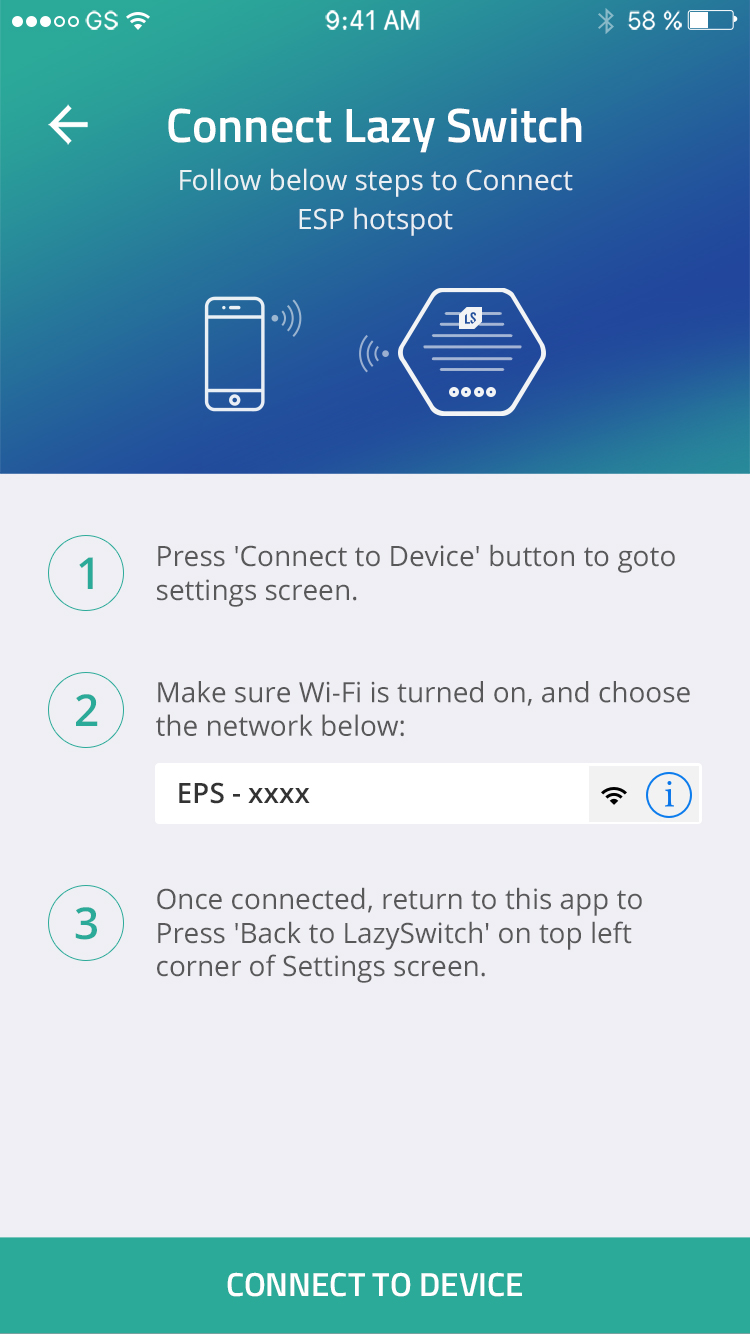 GS 9:41 AM 58 %
Connect Lazy Switch
Follow below steps to Connect
ESP hotspot
LS
1
Press 'Connect to Device' button to goto
settings screen.
2
Make sure Wi-Fi is turned on, and choose
the network below:
EPS - xxxx
i
3
Once connected, return to this app to
Press 'Back to LazySwitch' on top left
corner of Settings screen.
CONNECT TO DEVICE